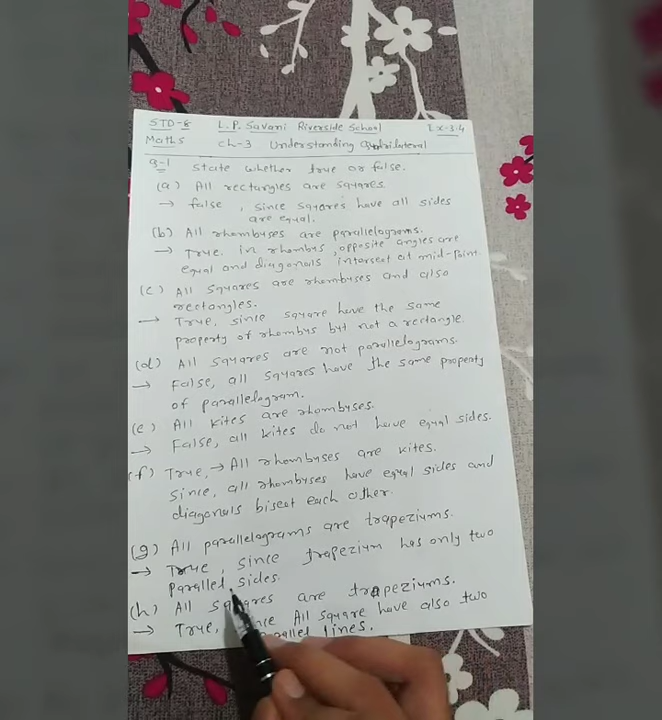 STD-8 L.P. Savani Riverside School Ex-3.4
Maths Ch-3 Understanding Quadrilateral
Q-1 State whether true or false.
(a) All rectangles are squares.
→ false, since squares have all sides
are equal.
(b) All rhombuses are parallelograms.
→ True. in rhombus, opposite angles are
equal and diagonals intersect at mid-point.
(c) All squares are rhombuses and also
rectangles.
→ True, since square have the same
property of rhombus but not a rectangle.
(d) All squares are not parallelograms.
→ False, all squares have the same property
of parallelogram.
(e) All kites are rhombuses.
→ False, all kites do not have equal sides.
(f) True, → All rhombuses are kites.
Since, all rhombuses have equal sides and
diagonals bisect each other.
(g) All parallelograms are trapeziums.
→ True, since trapezium has only two
parallel sides.
(h) All squares are trapeziums.
→ True, All square have also two
lines.